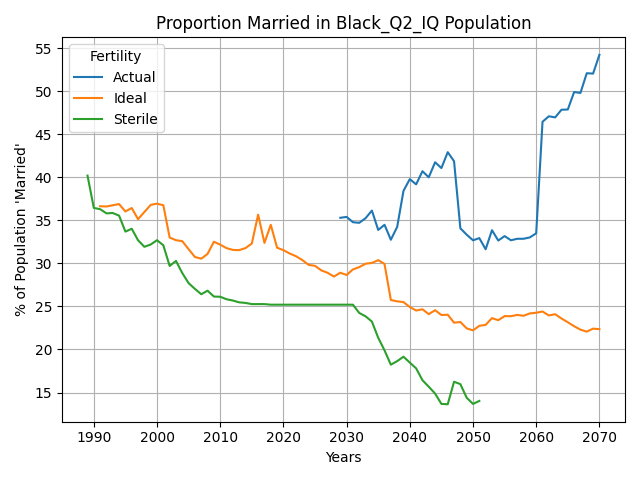 Proportion Married in Black_Q2_IQ Population
% of Population 'Married'
55
50
45
40
35
30
25
20
15
Fertility
Actual
Ideal
Sterile
1990 2000 2010 2020 2030 2040 2050 2060 2070
Years